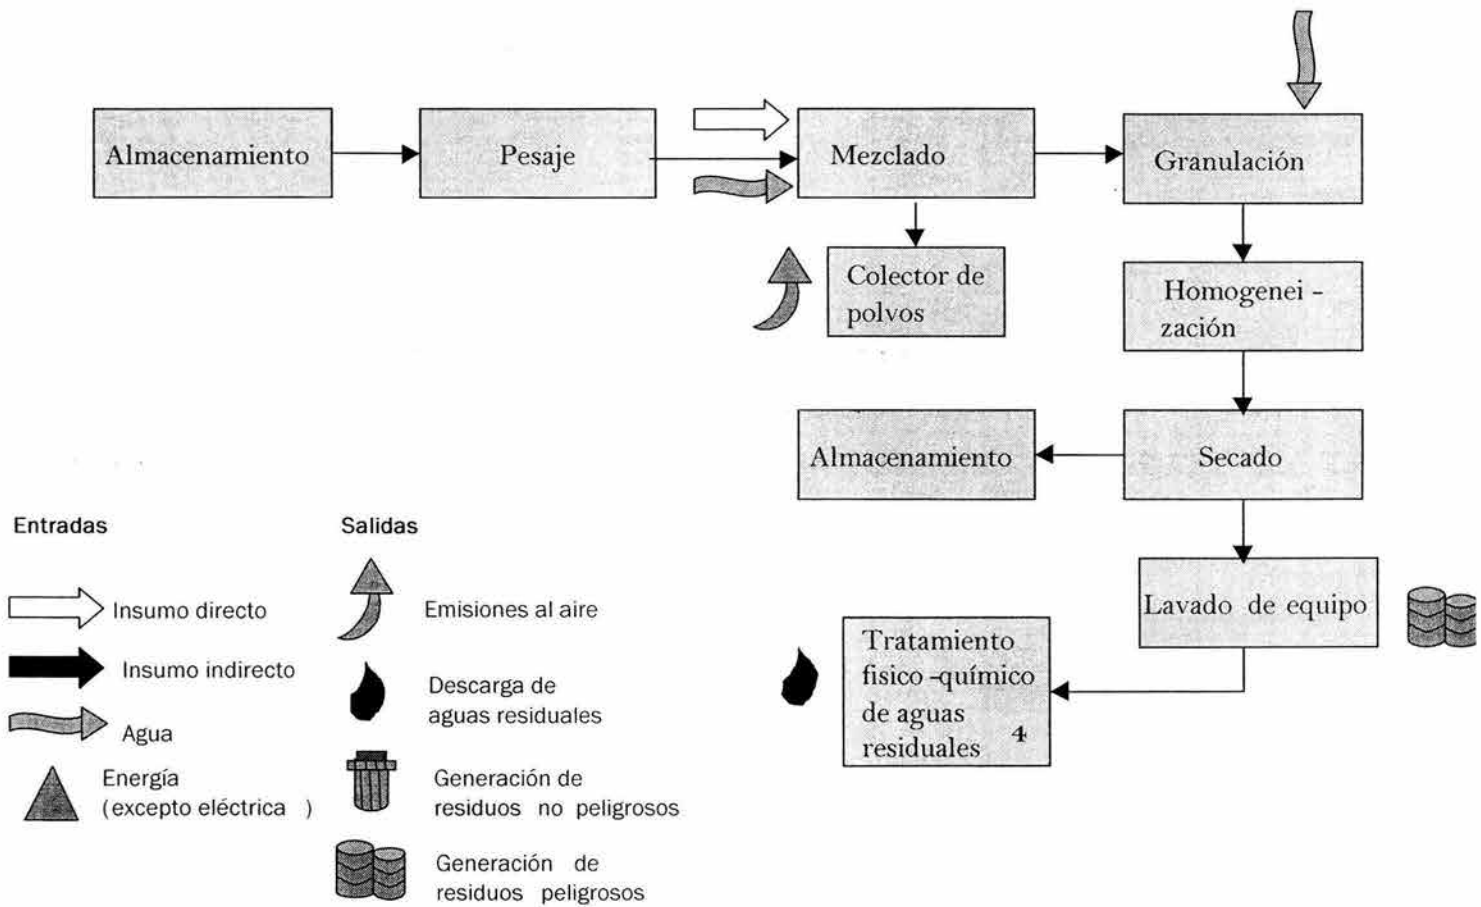 Almacenamiento
Pesaje
Mezclado
Granulación
Colector de
polvos
Homogenei -
zación
Almacenamiento
Secado
Lavado de equipo
Tratamiento
fisico -químico
de aguas
residuales 4
Entradas
Insumo directo
Insumo indirecto
Agua
Energía
(excepto eléctrica )
Salidas
Emisiones al aire
Descarga de
aguas residuales
Generación de
residuos no peligrosos
Generación de
residuos peligrosos